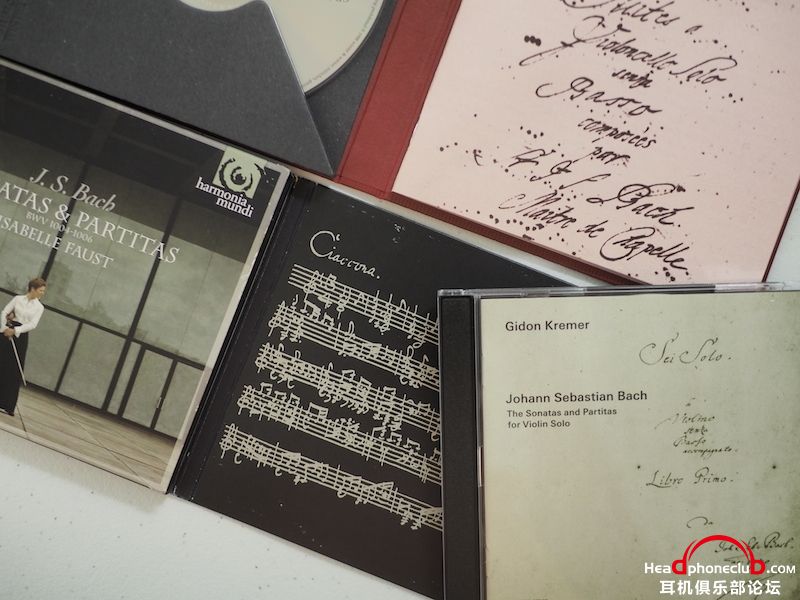 Suites a
Violoncello Solo
senza
Basso
composées
par
J. S. Bach.
Maitre de Capelle
J. S. Bach
ATAS & PARTITAS
BWV 1004-1006
ISABELLE FAUST
harmonia
mundi
Ciaccona.
Gidon Kremer
Johann Sebastian Bach
The Sonatas and Partitas
for Violin Solo
Sei Solo.
à
Violino
senza
Basso
accompagnato.
Libro Primo.
da
Headphoneclub.com
耳机俱乐部论坛